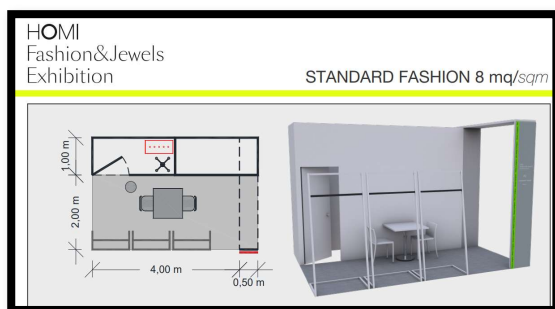 HOMI
Fashion&Jewels
Exhibition
STANDARD FASHION 8 mq/sqm
1,00 m
2,00 m
4,00 m
0,50 m